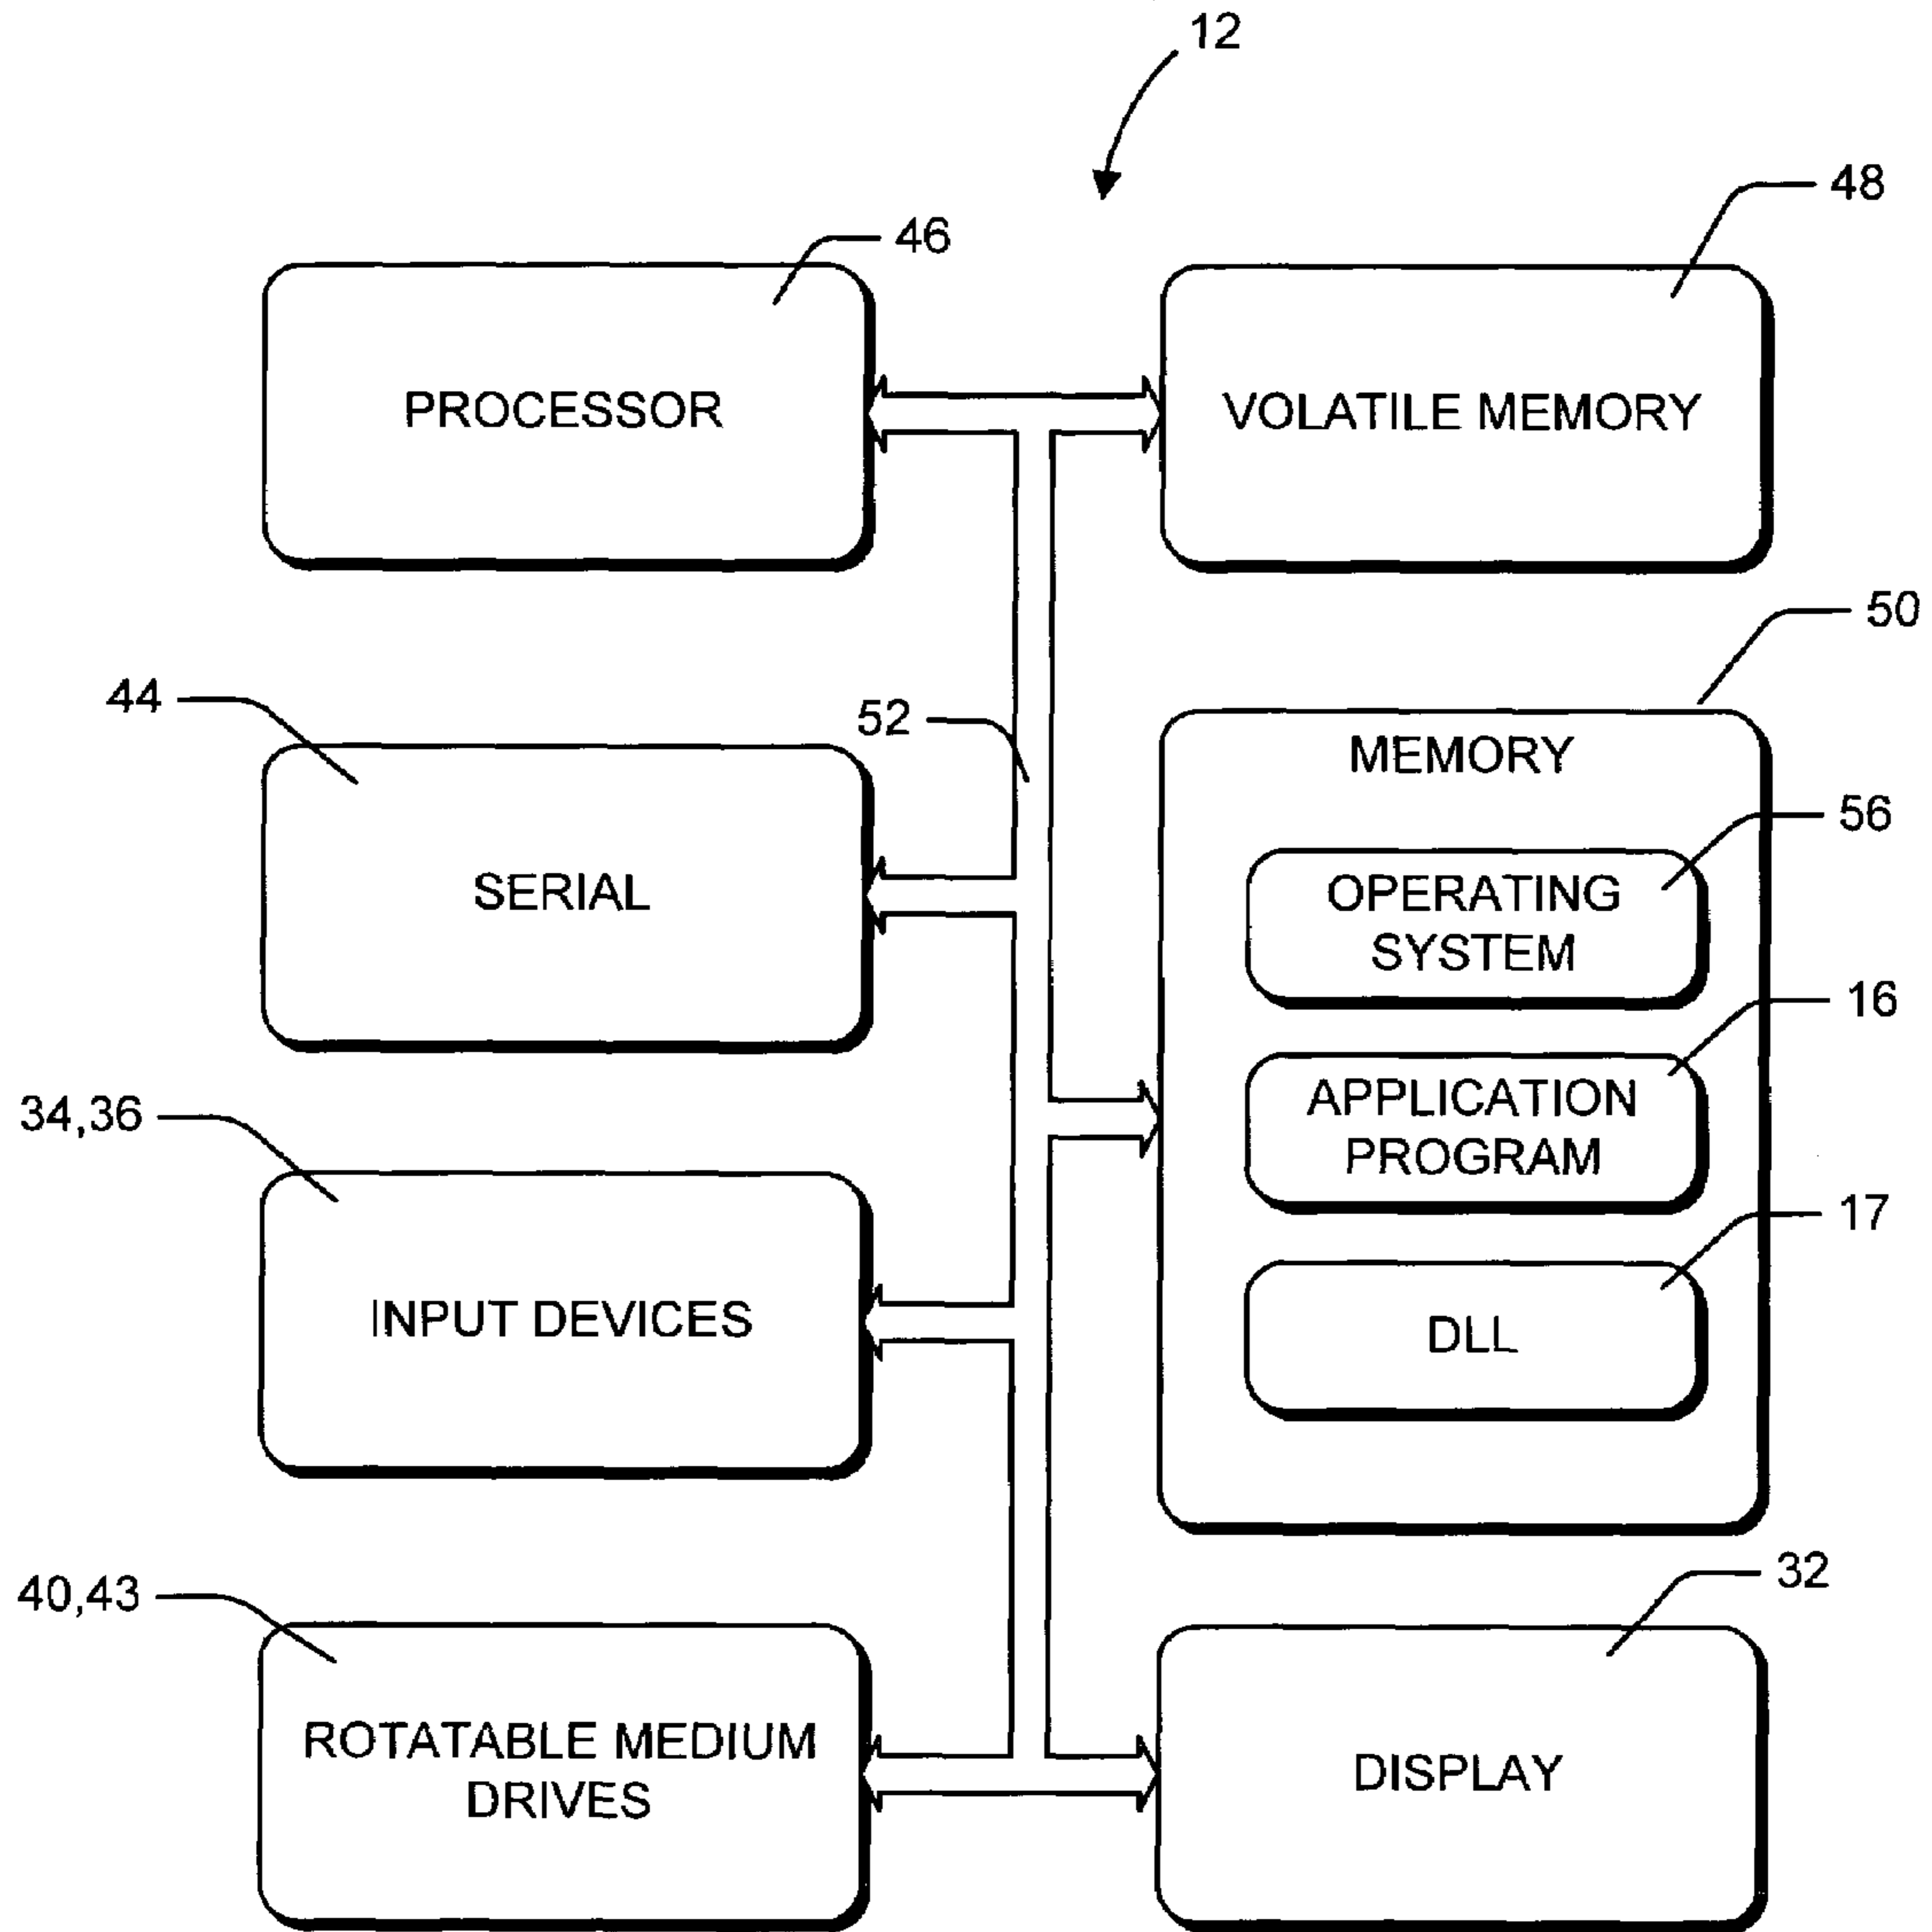 12
48
46
PROCESSOR
VOLATILE MEMORY
50
44
52
MEMORY
56
SERIAL
OPERATING
SYSTEM
16
34,36
APPLICATION
PROGRAM
17
INPUT DEVICES
DLL
40,43
32
ROTATABLE MEDIUM
DRIVES
DISPLAY